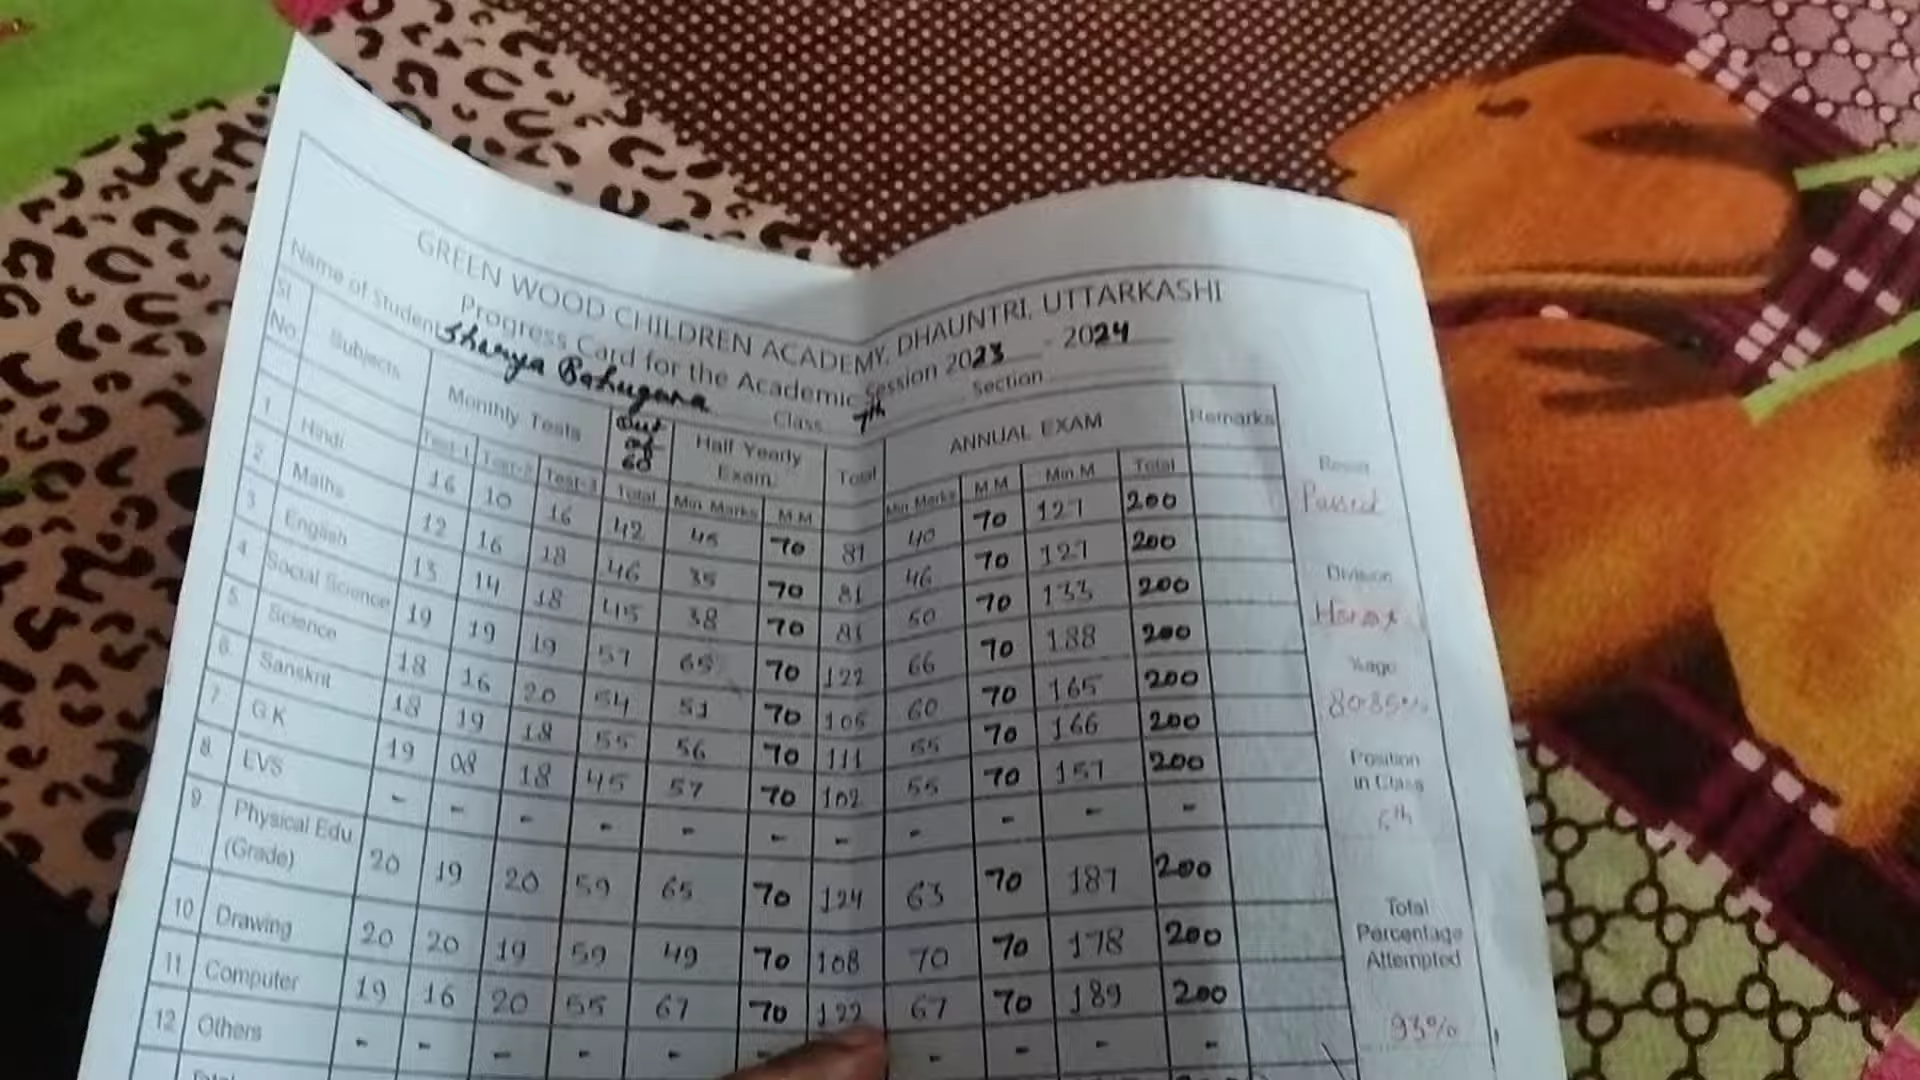 GREEN WOOD CHILDREN ACADEMY, DHAUNTRI, UTTARKASHI
Progress Card for the Academic Session 2023 - 2024
Name of Student Sherya Bahugana Class 7th Section
Sl No Subjects Monthly Tests Out of 60 Half Yearly Exam Total ANNUAL EXAM Remarks
Test-1 Test-2 Test-3 Total Min Marks M.M Min Marks M.M Min M Total
1 Hindi 16 10 16 42 45 70 87 40 70 127 200
2 Maths 12 16 18 46 35 70 81 46 70 127 200
3 English 13 14 18 45 38 70 50 70 133 200
4 Social Science 19 19 19 57 65 70 122 66 70 188 200
5 Science 18 16 20 54 51 70 105 60 70 165 200
6 Sanskrit 18 19 18 55 56 70 111 55 70 166 200
7 G K 19 08 18 45 57 70 102 55 70 157 200
8 EVS - - - - - - - - - - -
9 Physical Edu (Grade) 20 19 20 59 65 70 124 63 70 187 200
10 Drawing 20 20 19 59 49 70 108 70 70 178 200
11 Computer 19 16 20 55 67 70 122 67 70 189 200
12 Others - - - - - - - - - -
Total
Result
Passed
Division
%age
80.35%
Position
in Class
Total
Percentage
Attempted
93%